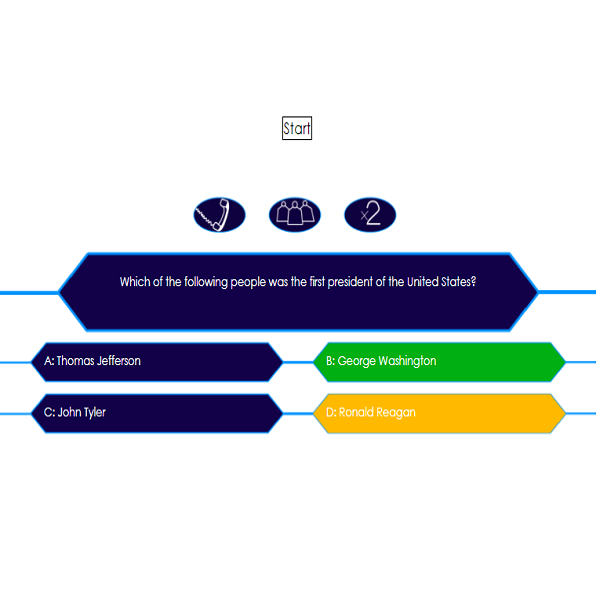 Start
x2
Which of the following people was the first president of the United States?
A: Thomas Jefferson
B: George Washington
C: John Tyler
D: Ronald Reagan